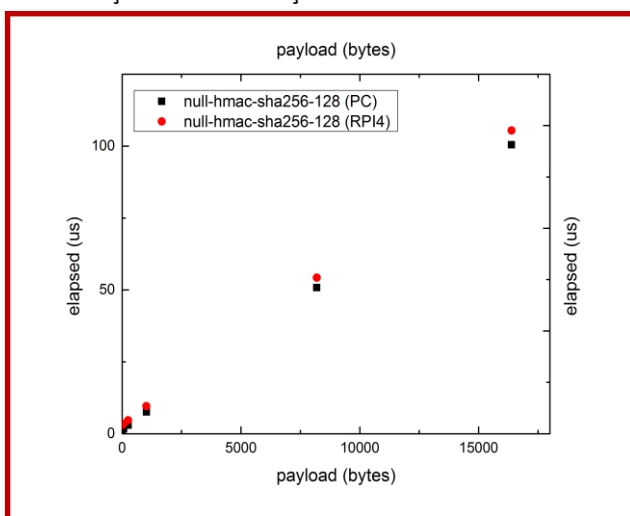 payload (bytes)
null-hmac-sha256-128 (PC)
null-hmac-sha256-128 (RPI4)
100
50
0
elapsed (us)
elapsed (us)
0
5000
10000
15000
payload (bytes)